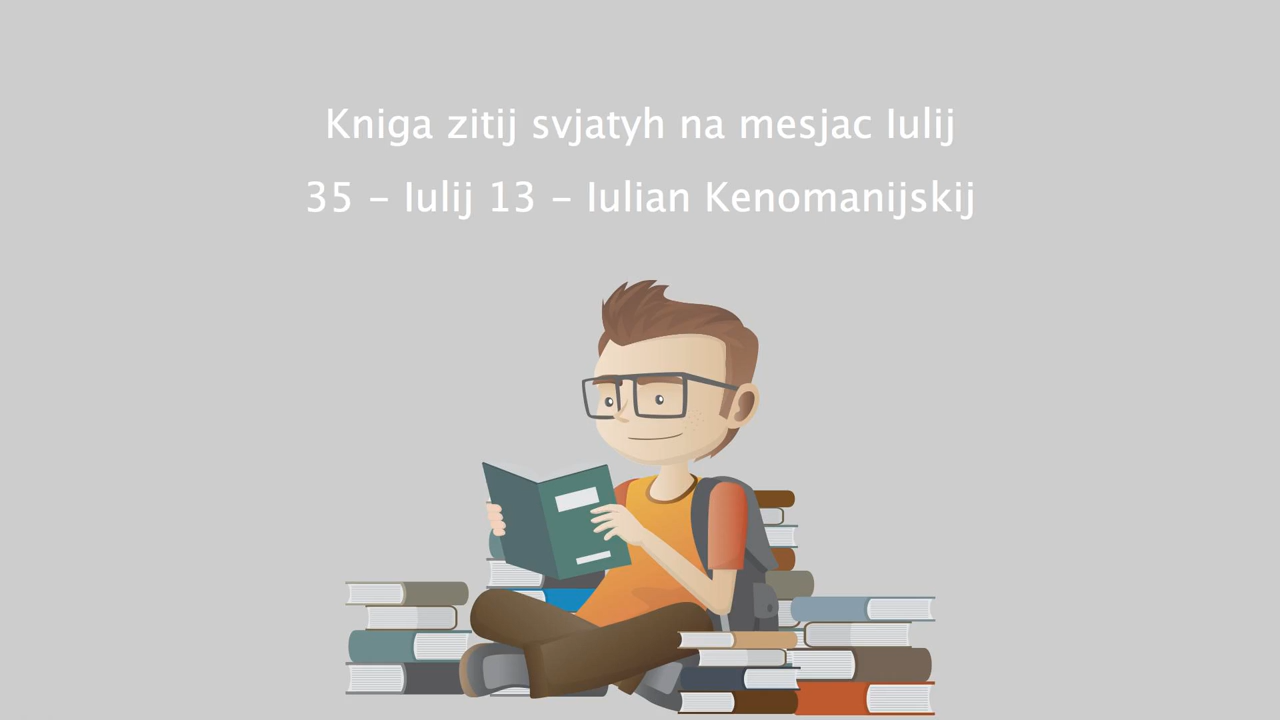 Kniga zitij svjatyh na mesjac Iulij
35 – Iulij 13 – Iulian Kenomanijskij